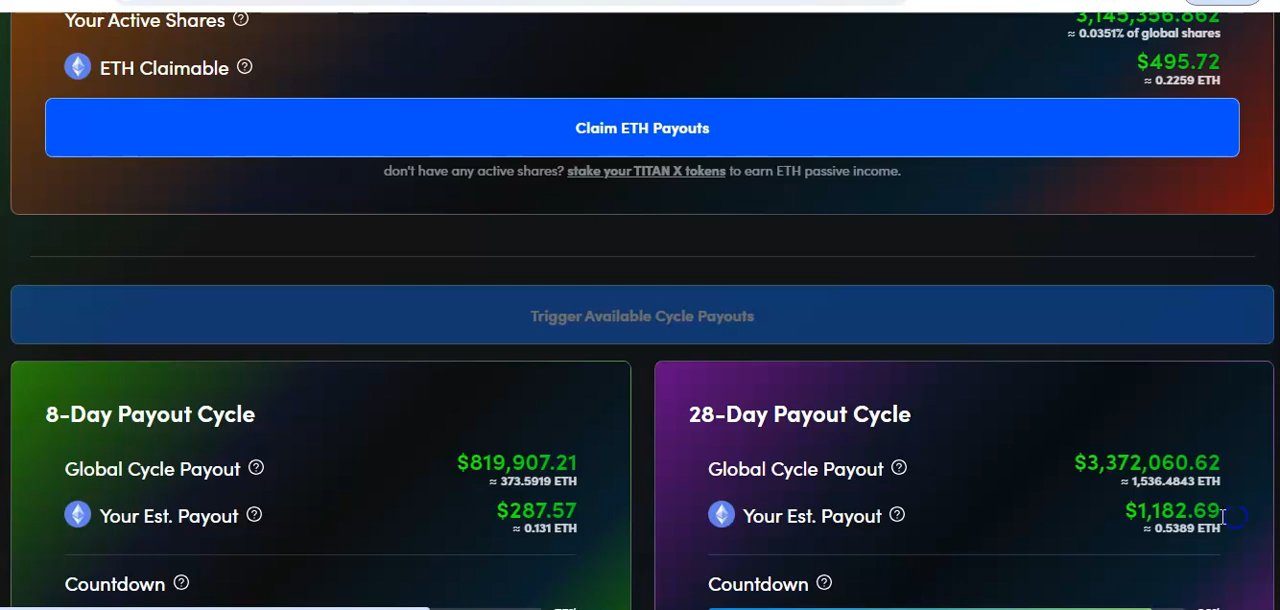 Your Active Shares
3,145,356.862
≈ 0.0351% of global shares
ETH Claimable
$495.72
≈ 0.2259 ETH
Claim ETH Payouts
don't have any active shares? stake your TITAN X tokens to earn ETH passive income.
Trigger Available Cycle Payouts
8-Day Payout Cycle
Global Cycle Payout
$819,907.21
≈ 373.5919 ETH
Your Est. Payout
$287.57
≈ 0.131 ETH
Countdown
28-Day Payout Cycle
Global Cycle Payout
$3,372,060.62
≈ 1,536.4843 ETH
Your Est. Payout
$1,182.69
≈ 0.5389 ETH
Countdown